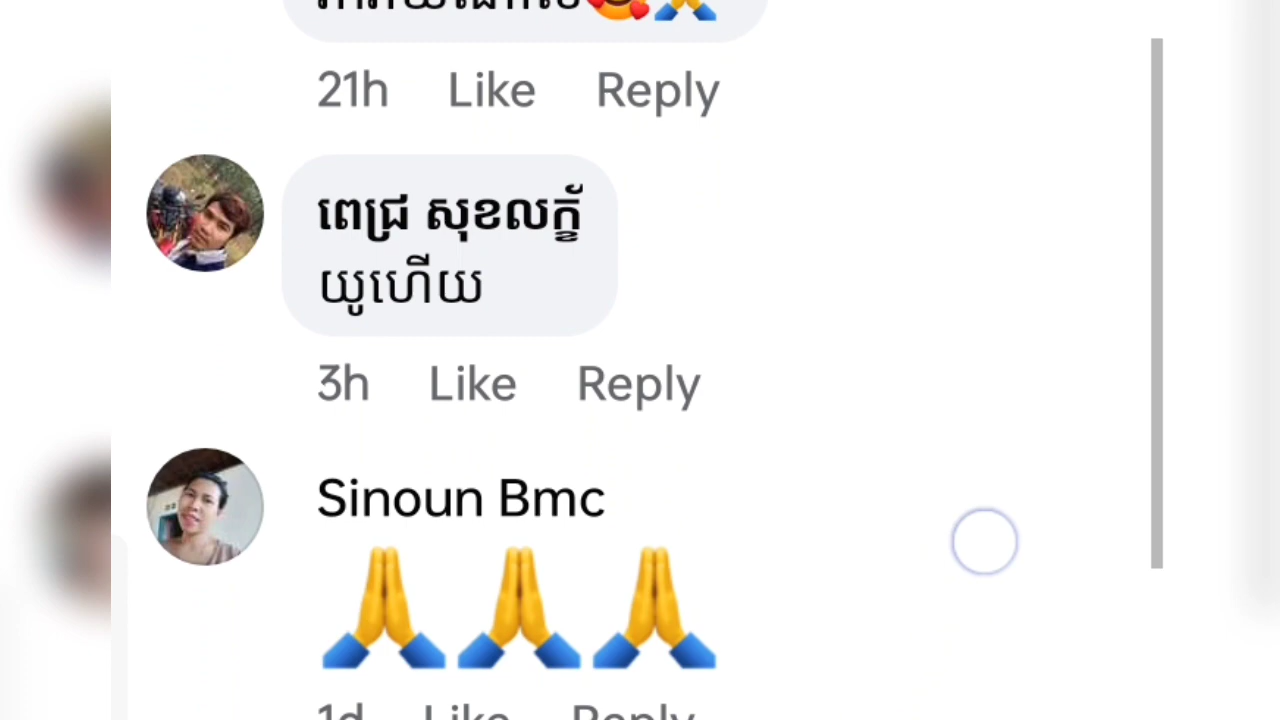 21h Like Reply
ពេជ្រ សុខលក្ខ័
យូហើយ
3h Like Reply
Sinoun Bmc
🙏🙏🙏
1d Like Reply